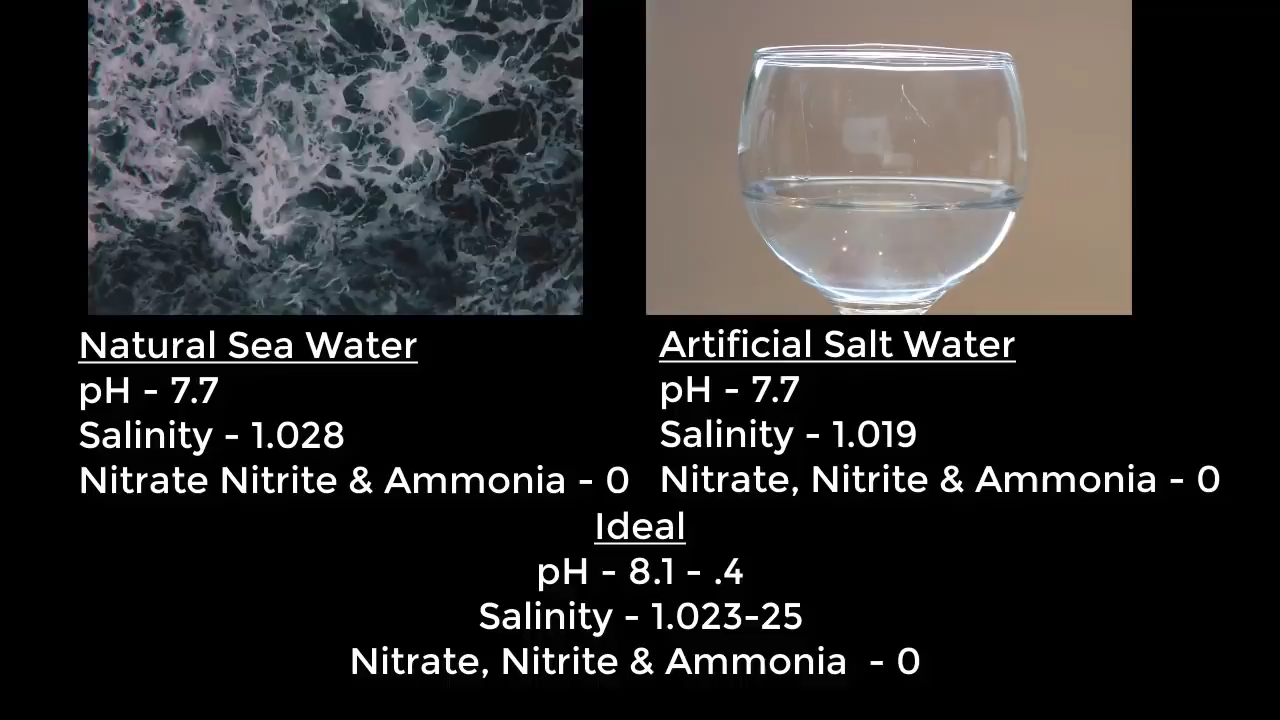 Natural Sea Water
pH - 7.7
Salinity - 1.028
Nitrate Nitrite & Ammonia - 0
Artificial Salt Water
pH - 7.7
Salinity - 1.019
Nitrate, Nitrite & Ammonia - 0
Ideal
pH - 8.1 - .4
Salinity - 1.023-25
Nitrate, Nitrite & Ammonia - 0